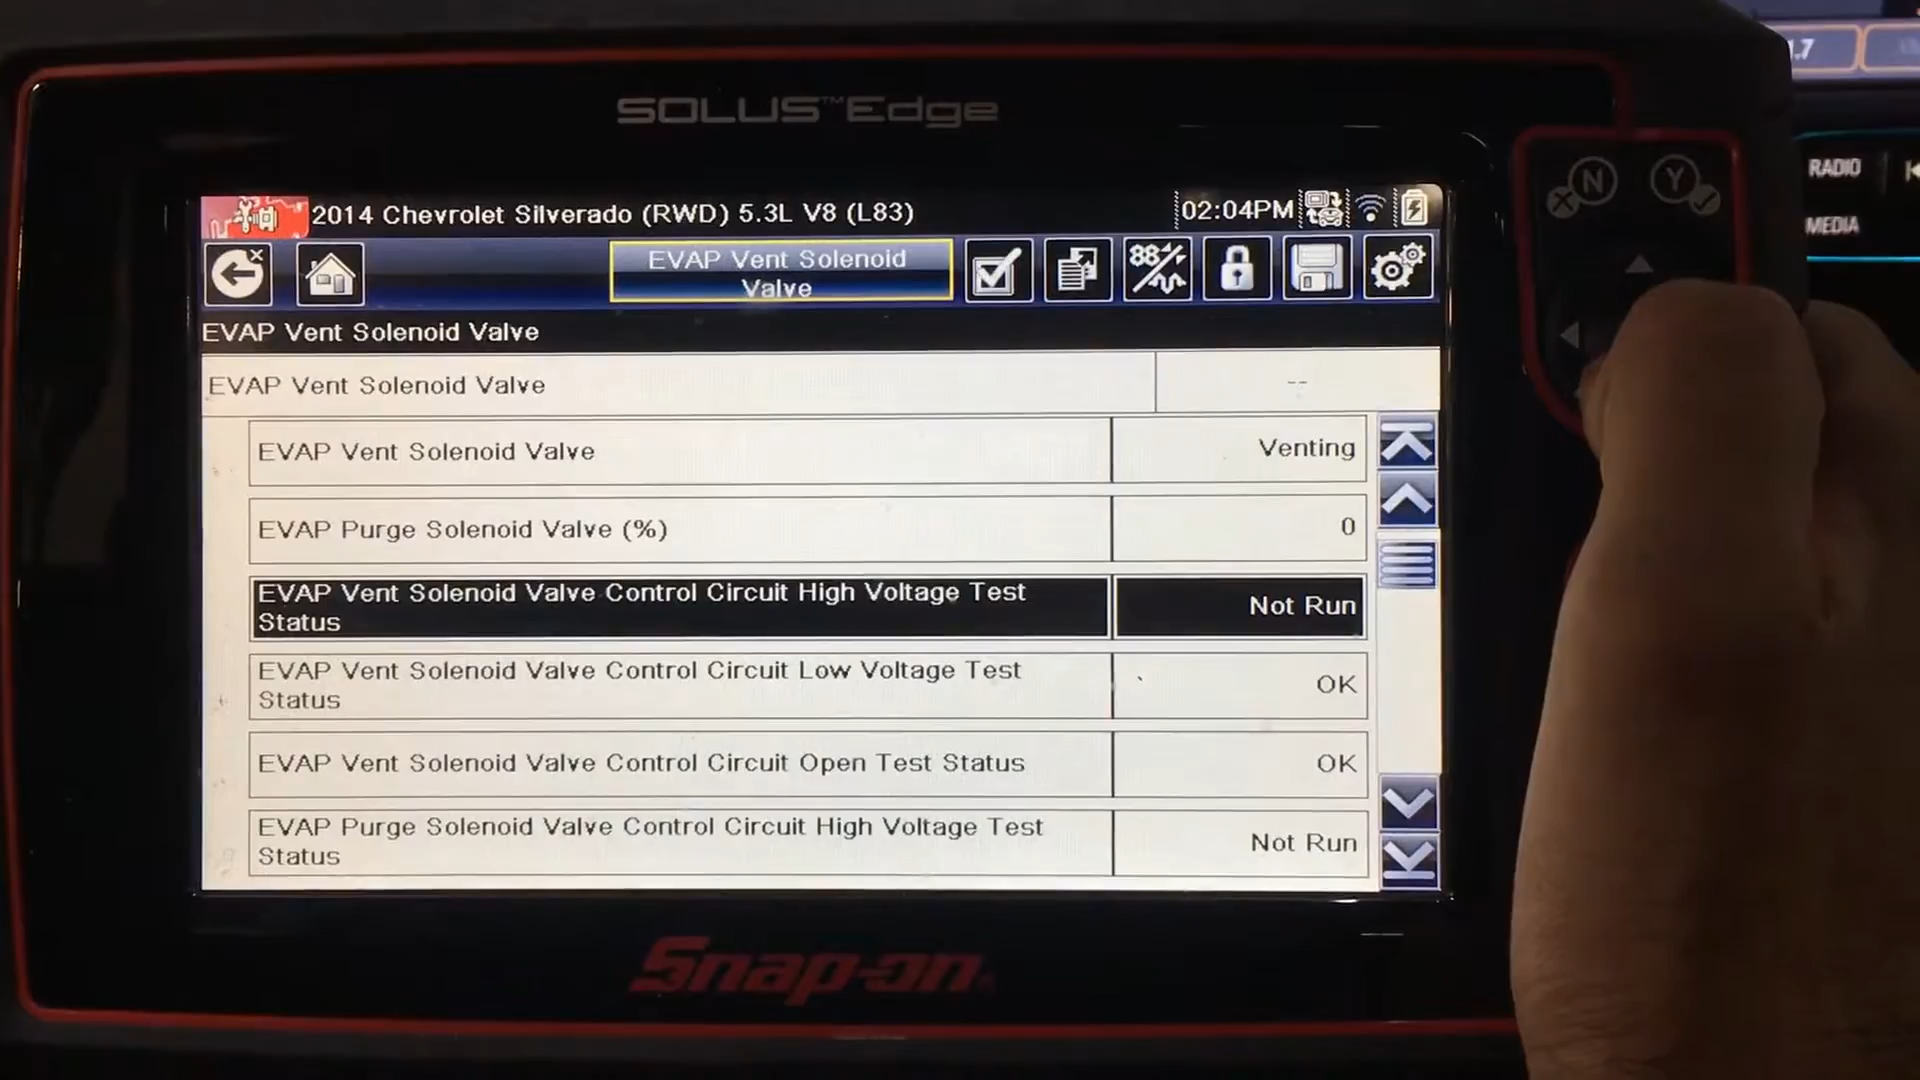 SOLUS™ Edge
1.7
RADIO
MEDIA
N
Y
2014 Chevrolet Silverado (RWD) 5.3L V8 (L83)
02:04PM
EVAP Vent Solenoid
Valve
88
EVAP Vent Solenoid Valve
EVAP Vent Solenoid Valve --
EVAP Vent Solenoid Valve Venting
EVAP Purge Solenoid Valve (%) 0
EVAP Vent Solenoid Valve Control Circuit High Voltage Test
Status
Not Run
EVAP Vent Solenoid Valve Control Circuit Low Voltage Test
Status
OK
EVAP Vent Solenoid Valve Control Circuit Open Test Status OK
EVAP Purge Solenoid Valve Control Circuit High Voltage Test
Status
Not Run
Snap-on